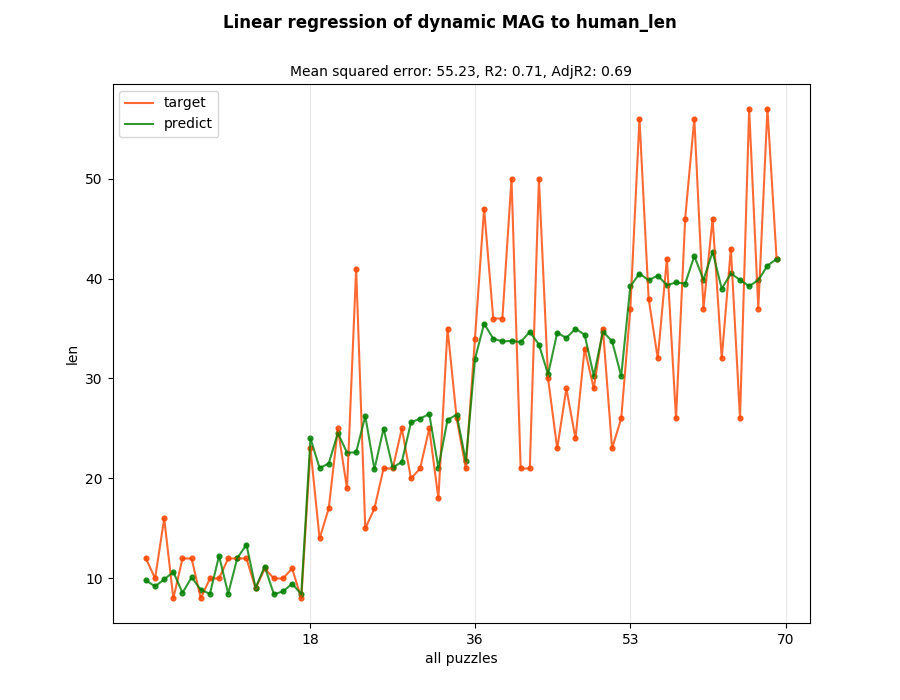 Linear regression of dynamic MAG to human_len
Mean squared error: 55.23, R2: 0.71, AdjR2: 0.69
target
predict
50
40
30
20
10
len
18 36 53 70
all puzzles